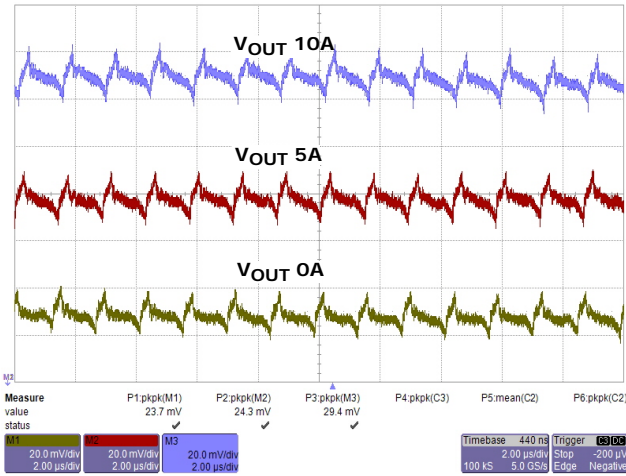 VOUT 10A
VOUT 5A
VOUT 0A
M3
Measure P1:pkpk(M1) P2:pkpk(M2) P3:pkpk(M3) P4:pkpk(C3) P5:mean(C2) P6:pkpk(C2)
value 23.7 mV 24.3 mV 29.4 mV
status
M1 M2 M3 Timebase 440 ns Trigger C3 DC
20.0 mV/div 20.0 mV/div 20.0 mV/div 2.00 µs/div Stop -200 µV
2.00 µs/div 2.00 µs/div 2.00 µs/div 100 kS 5.0 GS/s Edge Negative